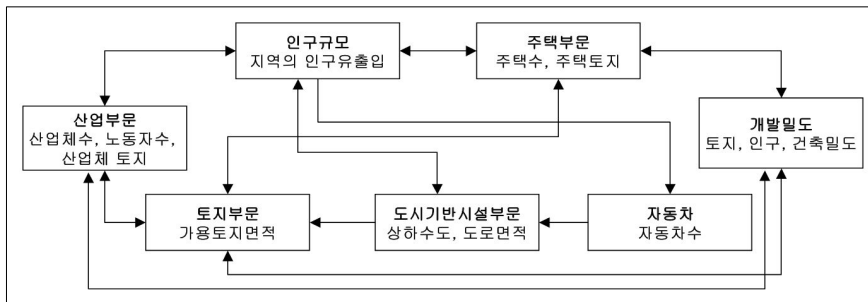 인구규모
지역의 인구유출입
주택부문
주택수, 주택토지
산업부문
산업체수, 노동자수,
산업체 토지
개발밀도
토지, 인구, 건축밀도
토지부문
가용토지면적
도시기반시설부문
상하수도, 도로면적
자동차
자동차수